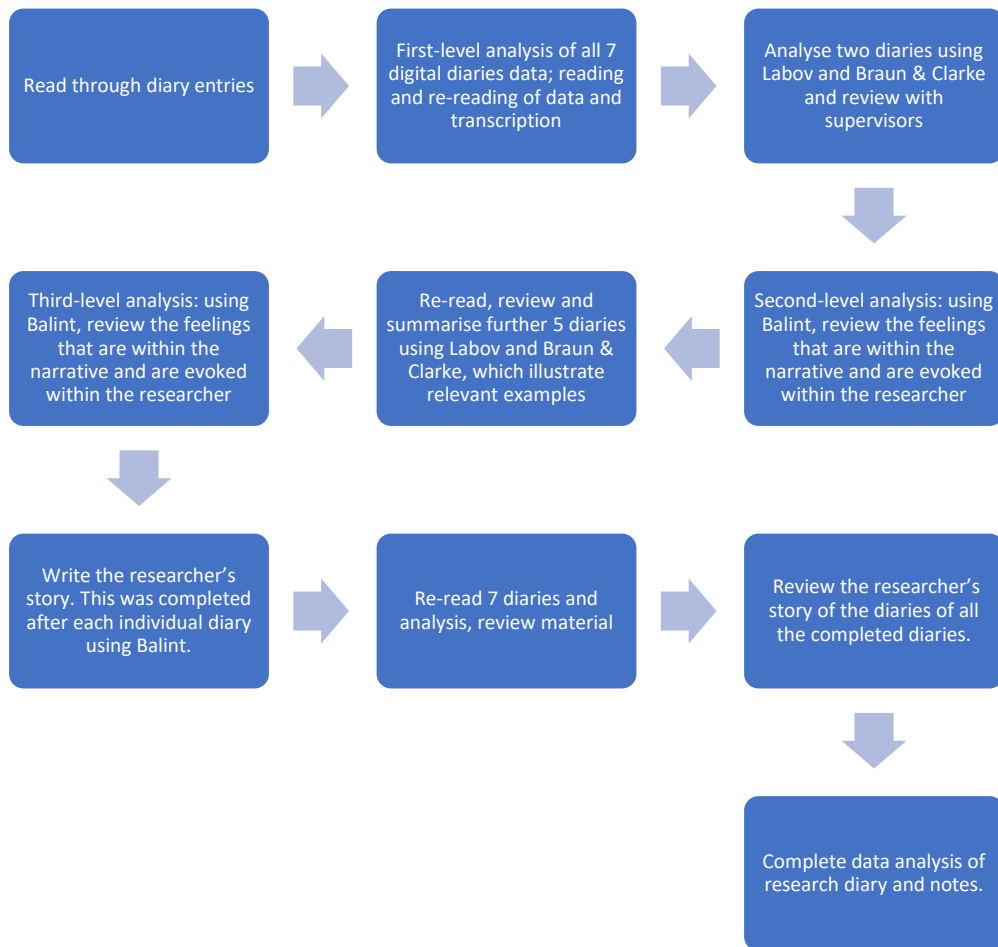 Read through diary entries
First-level analysis of all 7
digital diaries data; reading
and re-reading of data and
transcription
Analyse two diaries using
Labov and Braun & Clarke
and review with
supervisors
Second-level analysis: using
Balint, review the feelings
that are within the
narrative and are evoked
within the researcher
Re-read, review and
summarise further 5 diaries
using Labov and Braun &
Clarke, which illustrate
relevant examples
Third-level analysis: using
Balint, review the feelings
that are within the
narrative and are evoked
within the researcher
Write the researcher’s
story. This was completed
after each individual diary
using Balint.
Re-read 7 diaries and
analysis, review material
Review the researcher’s
story of the diaries of all
the completed diaries.
Complete data analysis of
research diary and notes.